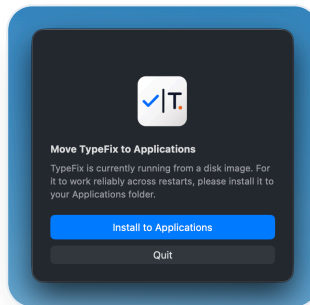 T.
Move TypeFix to Applications
TypeFix is currently running from a disk image. For
it to work reliably across restarts, please install it to
your Applications folder.
Install to Applications
Quit